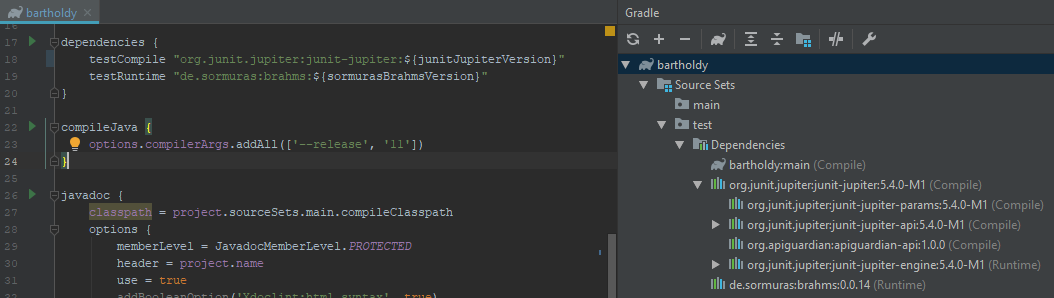 bartholdy
16
17 dependencies {
18 testCompile "org.junit.jupiter:junit-jupiter:${junitJupiterVersion}"
19 testRuntime "de.sormuras:brahms:${sormurasBrahmsVersion}"
20 }
21
22 compileJava {
23 options.compilerArgs.addAll(['--release', '11'])
24 }
25
26 javadoc {
27 classpath = project.sourceSets.main.compileClasspath
28 options {
29 memberLevel = JavadocMemberLevel.PROTECTED
30 header = project.name
31 use = true
32 addBooleanOption('Xdoclint:html,syntax', true)
Gradle
bartholdy
Source Sets
main
test
Dependencies
bartholdy:main (Compile)
org.junit.jupiter:junit-jupiter:5.4.0-M1 (Compile)
org.junit.jupiter:junit-jupiter-params:5.4.0-M1 (Compile)
org.junit.jupiter:junit-jupiter-api:5.4.0-M1 (Compile)
org.apiguardian:apiguardian-api:1.0.0 (Compile)
org.junit.jupiter:junit-jupiter-engine:5.4.0-M1 (Runtime)
de.sormuras:brahms:0.0.14 (Runtime)